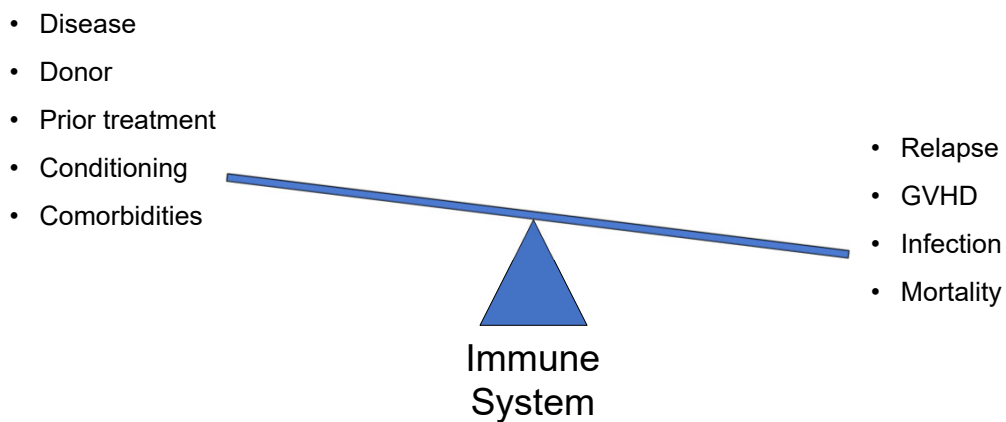 • Disease
• Donor
• Prior treatment
• Conditioning
• Comorbidities
• Relapse
• GVHD
• Infection
• Mortality
Immune
System